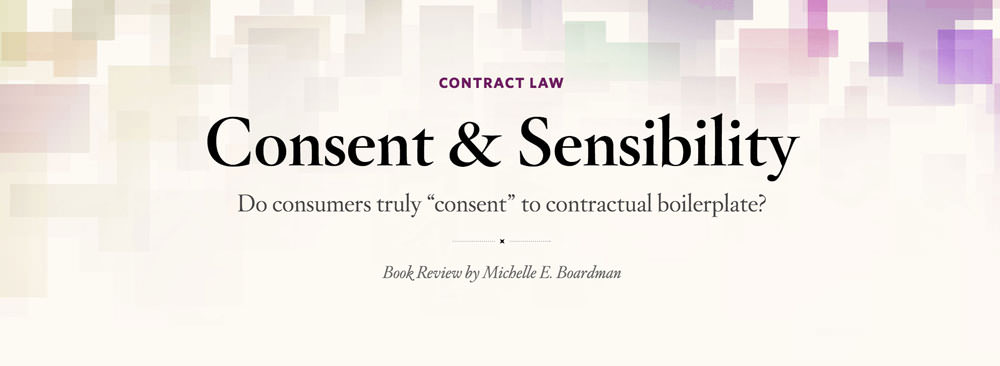 CONTRACT LAW
Consent & Sensibility
Do consumers truly “consent” to contractual boilerplate?
Book Review by Michelle E. Boardman